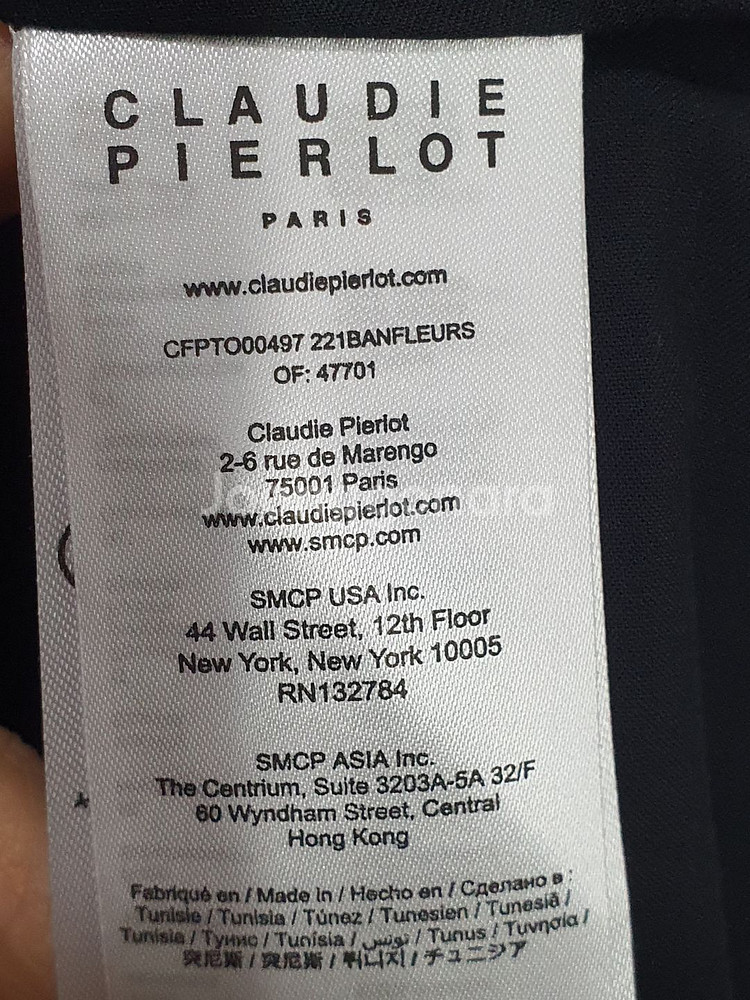 CLAUDIE
PIERLOT
PARIS
www.claudiepierlot.com
CFPTO00497 221BANFLEURS
OF: 47701
Claudie Pierlot
2-6 rue de Marengo
75001 Paris
www.claudiepierlot.com
www.smcp.com
SMCP USA Inc.
44 Wall Street, 12th Floor
New York, New York 10005
RN132784
SMCP ASIA Inc.
The Centrium, Suite 3203A-5A 32/F
60 Wyndham Street, Central
Hong Kong
Fabriqué en / Made in / Hecho en / Сделано в :
Tunisie / Tunisia / Túnez / Tunesien / Tunesië /
Tunisia / Тунис / Tunísia / تونس / Tunus / Τυνησία /
突尼斯 / 突尼斯 / 튀니지 / チュニジア